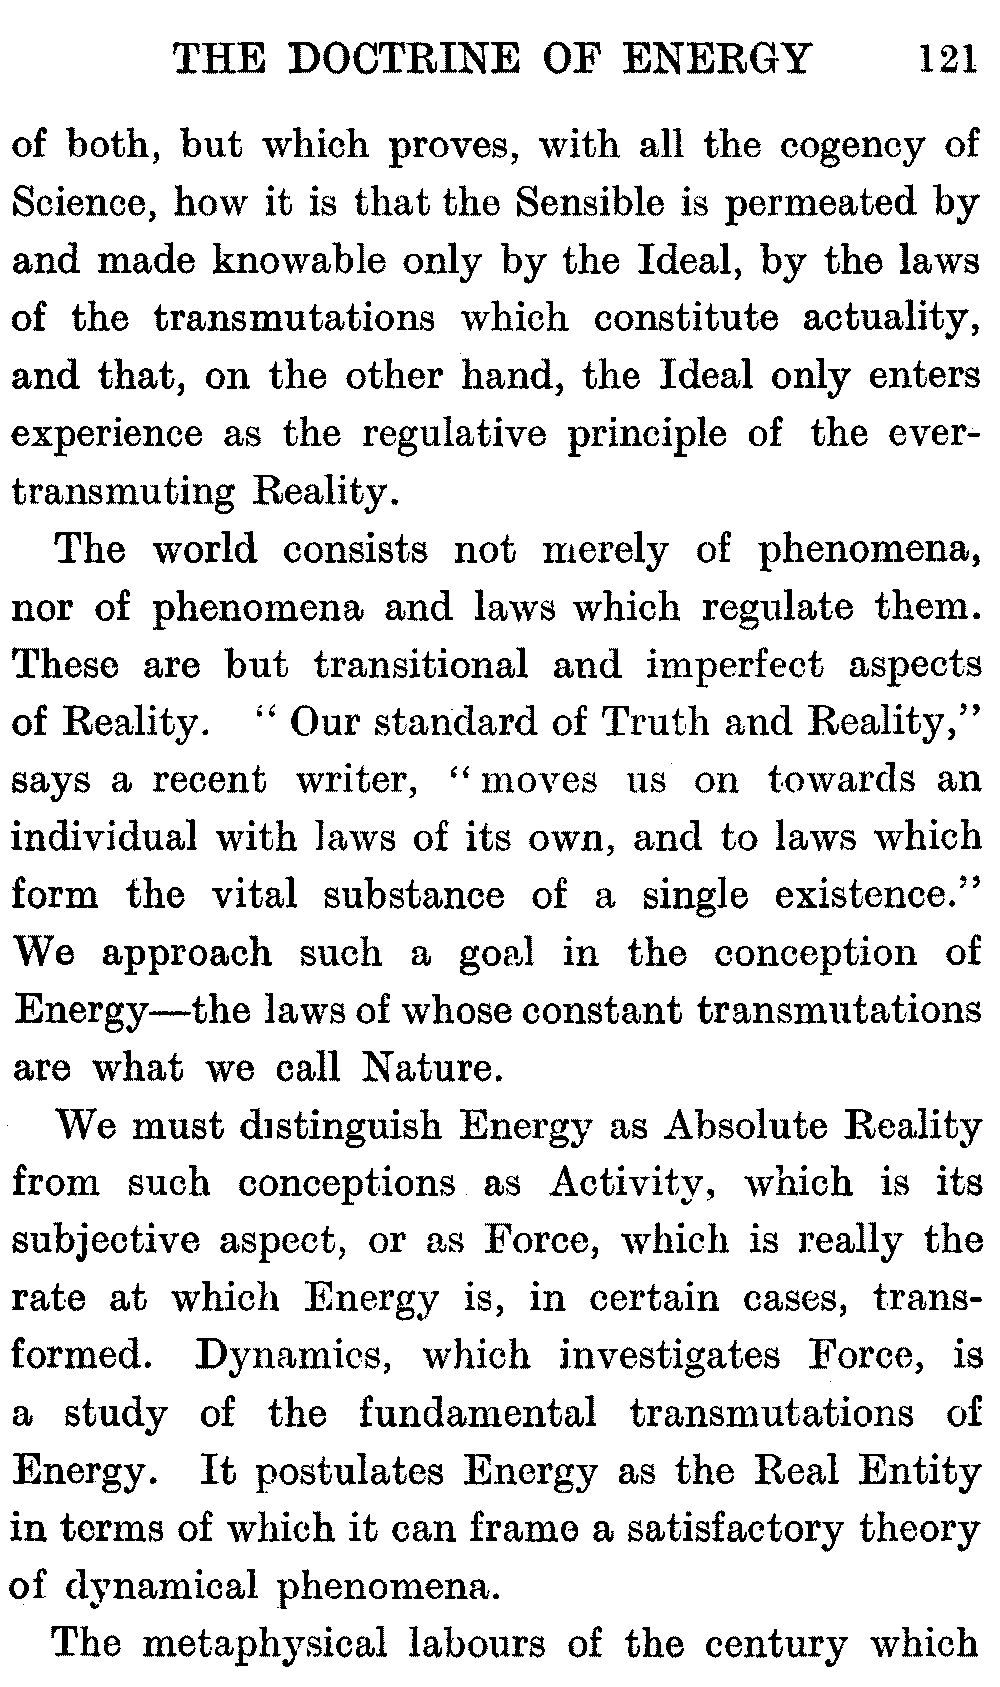 THE DOCTRINE OF ENERGY 121
of both, but which proves, with all the cogency of
Science, how it is that the Sensible is permeated by
and made knowable only by the Ideal, by the laws
of the transmutations which constitute actuality,
and that, on the other hand, the Ideal only enters
experience as the regulative principle of the ever-
transmuting Reality.
The world consists not merely of phenomena,
nor of phenomena and laws which regulate them.
These are but transitional and imperfect aspects
of Reality. “ Our standard of Truth and Reality,”
says a recent writer, “ moves us on towards an
individual with laws of its own, and to laws which
form the vital substance of a single existence.”
We approach such a goal in the conception of
Energy—the laws of whose constant transmutations
are what we call Nature.
We must distinguish Energy as Absolute Reality
from such conceptions as Activity, which is its
subjective aspect, or as Force, which is really the
rate at which Energy is, in certain cases, trans-
formed. Dynamics, which investigates Force, is
a study of the fundamental transmutations of
Energy. It postulates Energy as the Real Entity
in terms of which it can frame a satisfactory theory
of dynamical phenomena.
The metaphysical labours of the century which